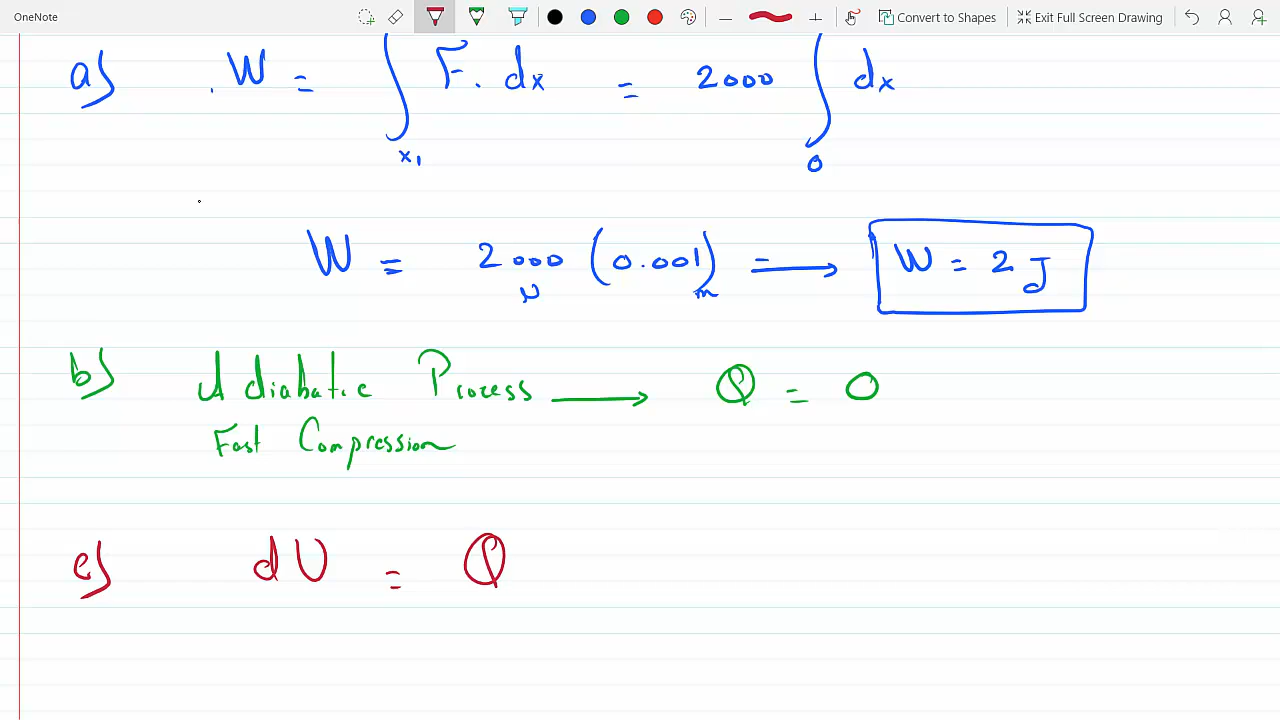 OneNote
Convert to Shapes Exit Full Screen Drawing
a) W = ∫ F. dx = 2000 ∫ dx
x₁ 0
W = 2000 (0.001) = → W = 2 J
N m
b) Adiabatic Process → Q = 0
Fast Compression
c) dU = Q